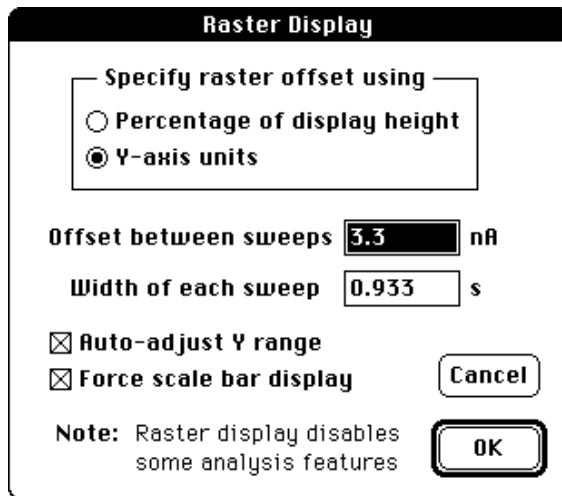 Raster Display
Specify raster offset using
Percentage of display height
Y-axis units
Offset between sweeps 3.3 nA
Width of each sweep 0.933 s
Auto-adjust Y range
Force scale bar display
Cancel
Note: Raster display disables
some analysis features
OK